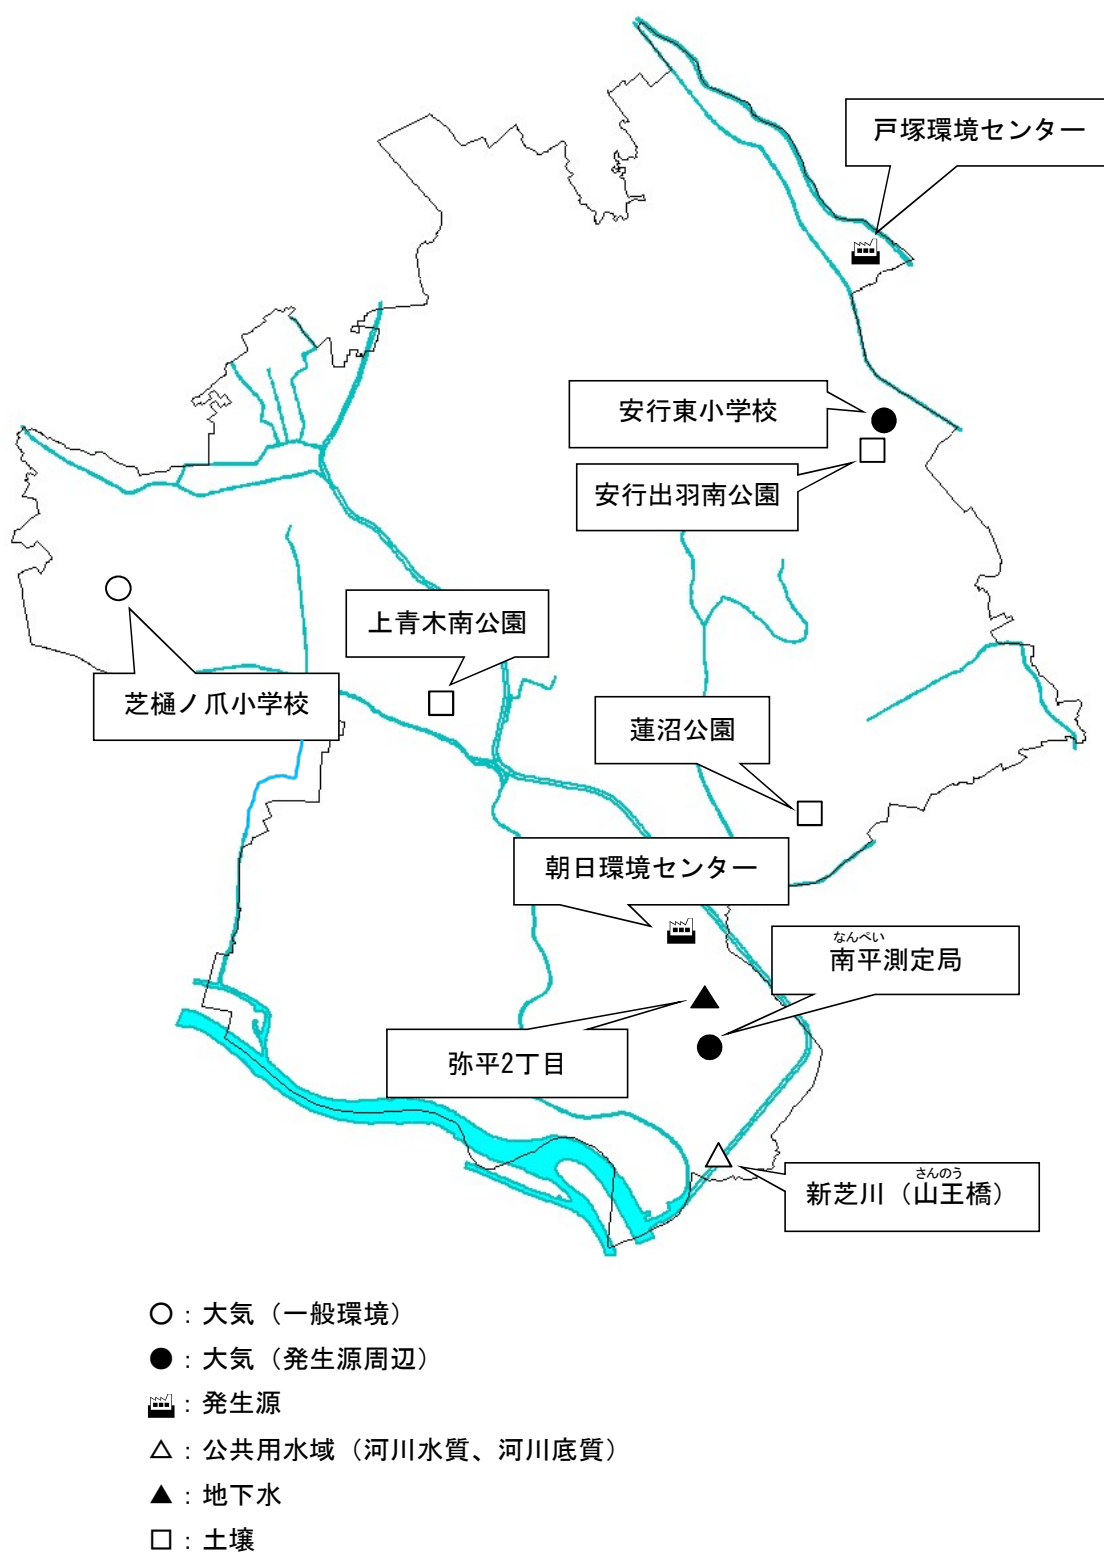 戸塚環境センター
安行東小学校
安行出羽南公園
上青木南公園
芝樋ノ爪小学校
蓮沼公園
朝日環境センター
なんぺい
南平測定局
弥平2丁目
さんのう
新芝川（山王橋）
○：大気（一般環境）
●：大気（発生源周辺）
：発生源
△：公共用水域（河川水質、河川底質）
▲：地下水
□：土壌